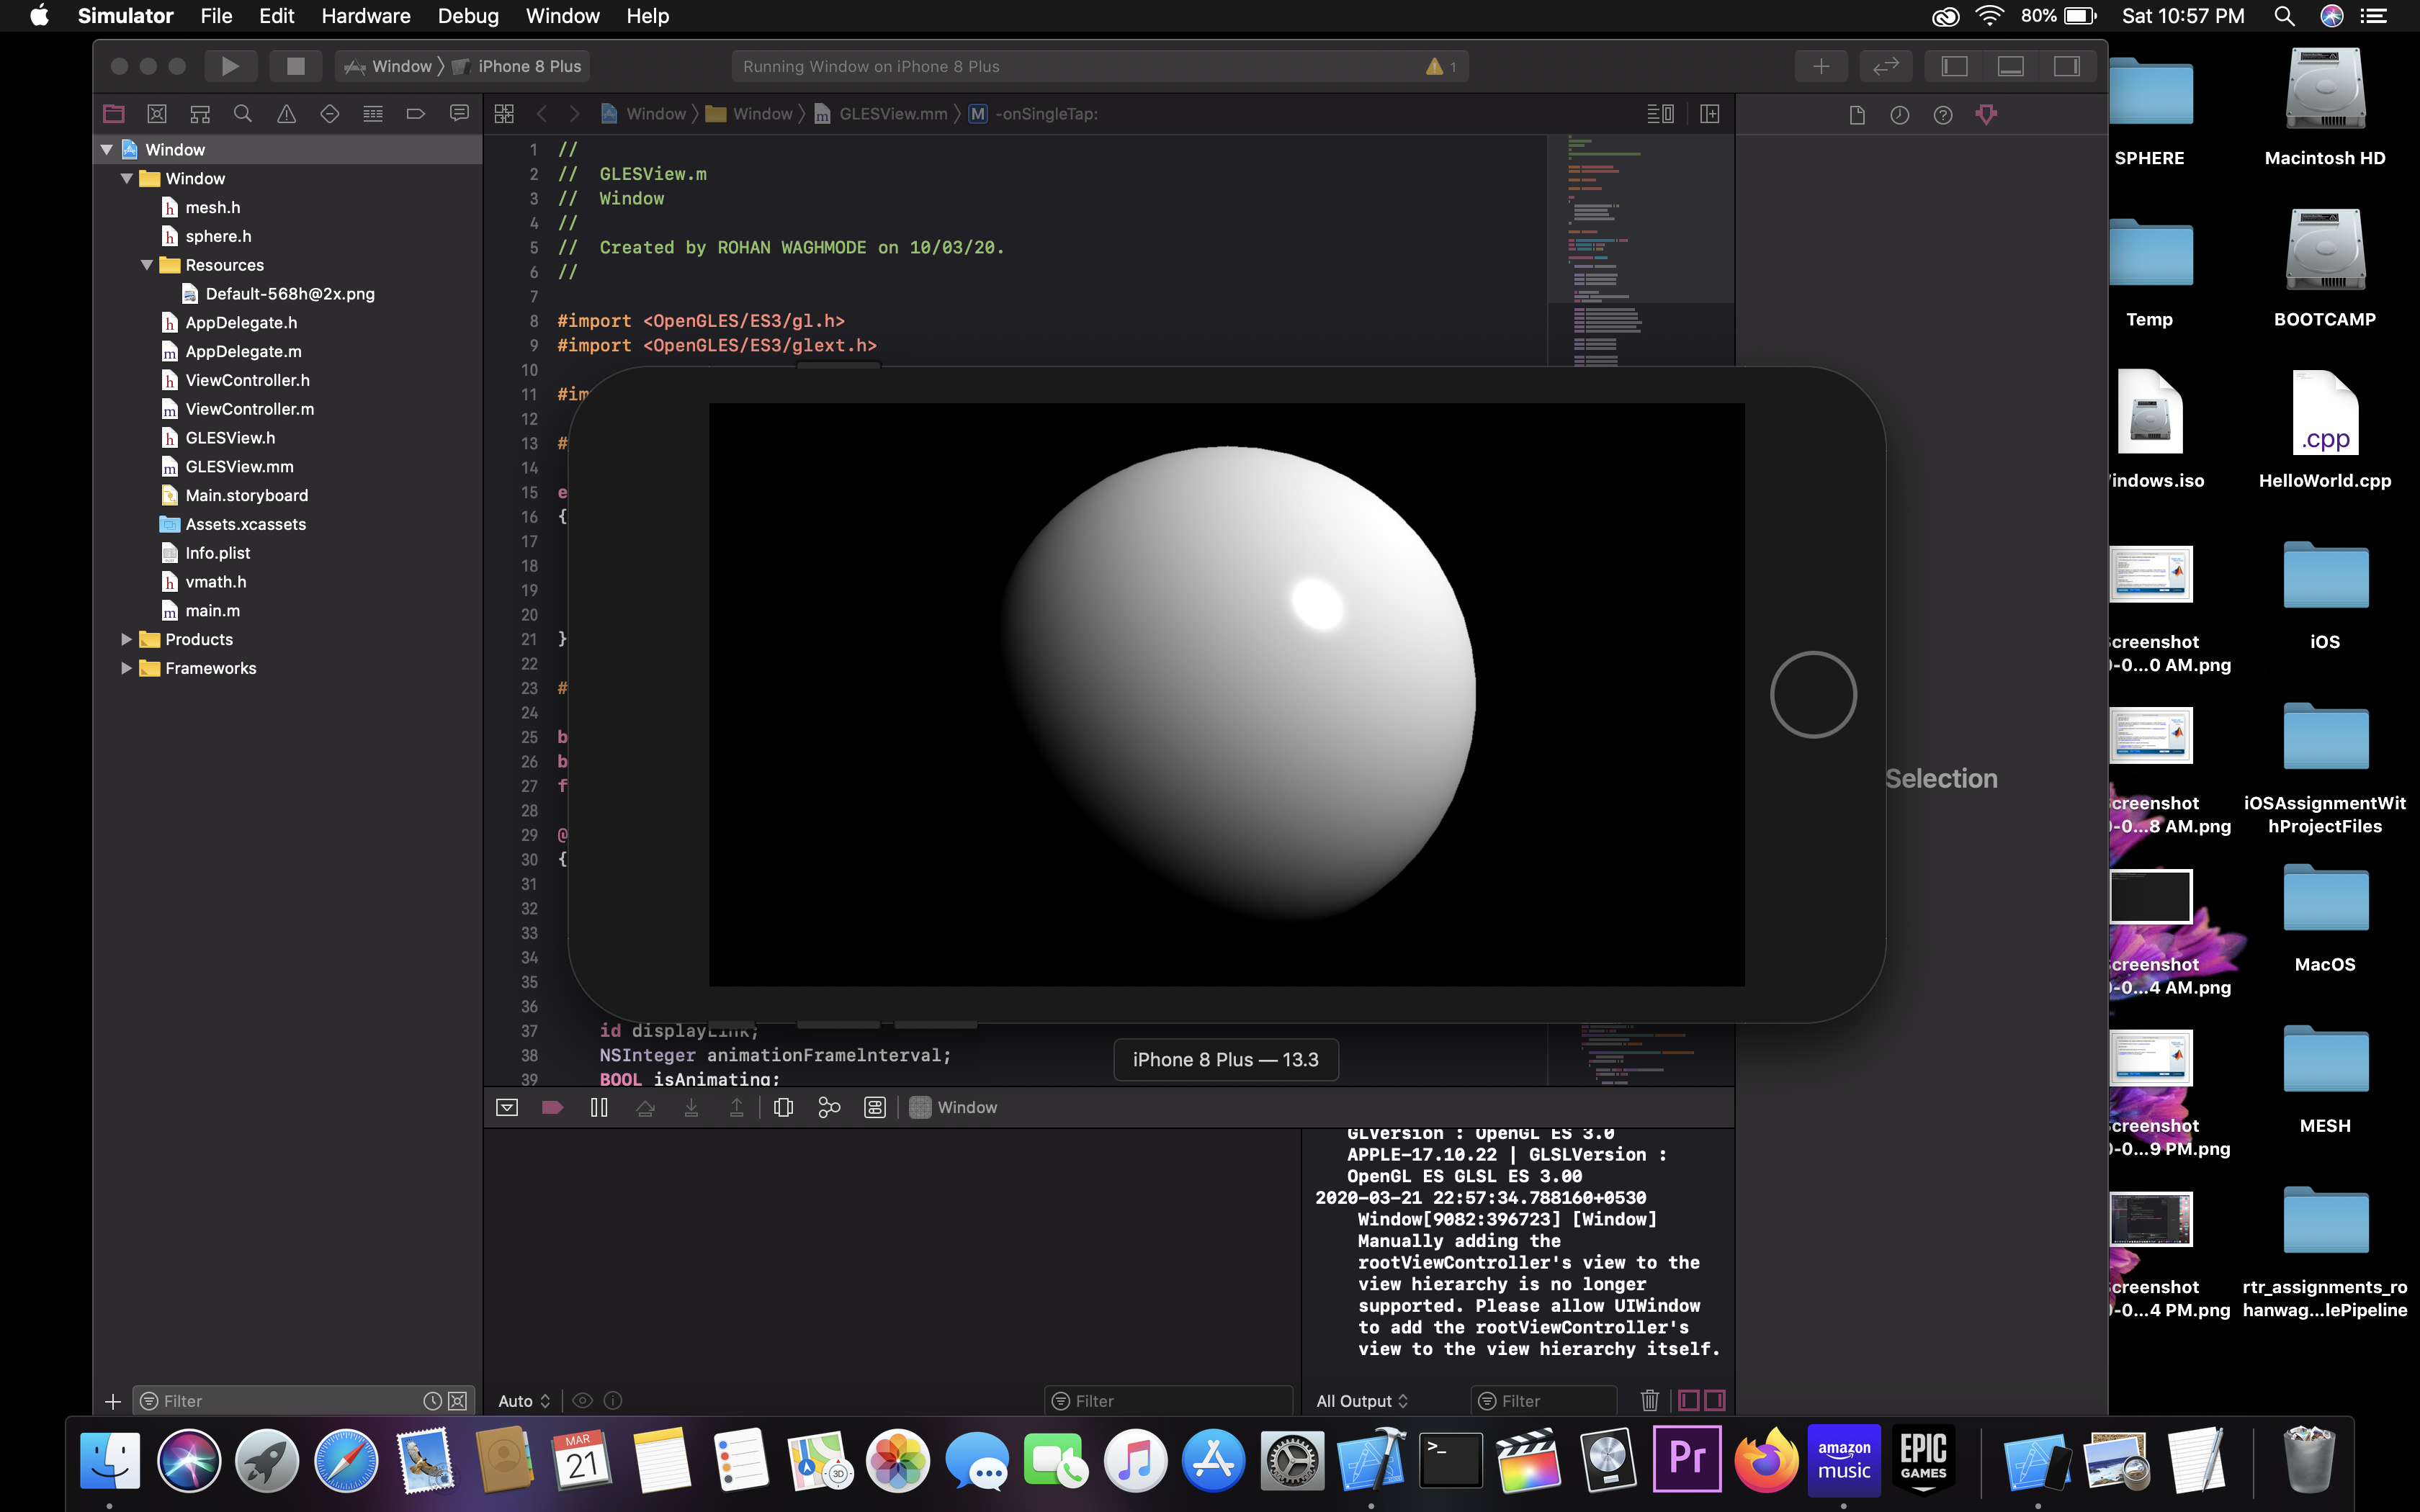 Simulator File Edit Hardware Debug Window Help
80% Sat 10:57 PM
Window iPhone 8 Plus
Running Window on iPhone 8 Plus
1
Window Window GLESView.mm M -onSingleTap:
Window
Window
mesh.h
sphere.h
Resources
Default-568h@2x.png
AppDelegate.h
AppDelegate.m
ViewController.h
ViewController.m
GLESView.h
GLESView.mm
Main.storyboard
Assets.xcassets
Info.plist
vmath.h
main.m
Products
Frameworks
Filter
1 //
2 // GLESView.m
3 // Window
4 //
5 // Created by ROHAN WAGHMODE on 10/03/20.
6 //
7
8 #import <OpenGLES/ES3/gl.h>
9 #import <OpenGLES/ES3/glext.h>
10
11 #im
12
13 #
14
15 e
16 {
17
18
19
20
21 }
22
23 #
24
25 b
26 b
27 f
28
29 @
30 {
31
32
33
34
35
36
37 id displayLink;
38 NSInteger animationFrameInterval;
39 BOOL isAnimating;
iPhone 8 Plus — 13.3
Selection
Window
GLVersion : OpenGL ES 3.0
APPLE-17.10.22 | GLSLVersion :
OpenGL ES GLSL ES 3.00
2020-03-21 22:57:34.788160+0530
Window[9082:396723] [Window]
Manually adding the
rootViewController's view to the
view hierarchy is no longer
supported. Please allow UIWindow
to add the rootViewController's
view to the view hierarchy itself.
Auto
Filter
All Output
Filter
SPHERE
Macintosh HD
Temp
BOOTCAMP
.cpp
indows.iso
HelloWorld.cpp
creenshot
0-0...0 AM.png
iOS
creenshot
0-0...8 AM.png
iOSAssignmentWit
hProjectFiles
creenshot
0-0...4 AM.png
MacOS
creenshot
0-0...9 PM.png
MESH
creenshot
0-0...4 PM.png
rtr_assignments_ro
hanwag...lePipeline
MAR
21
3D
>_
Pr
amazon
music
EPIC
GAMES